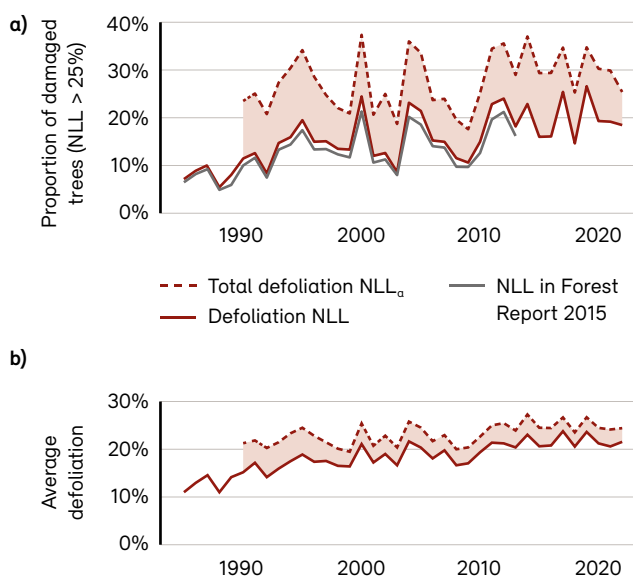 a)
Proportion of damaged
trees (NLL > 25%)
40%
30%
20%
10%
0%
1990 2000 2010 2020
Total defoliation NLLₐ
Defoliation NLL
NLL in Forest
Report 2015
b)
Average
defoliation
30%
20%
10%
0%
1990 2000 2010 2020